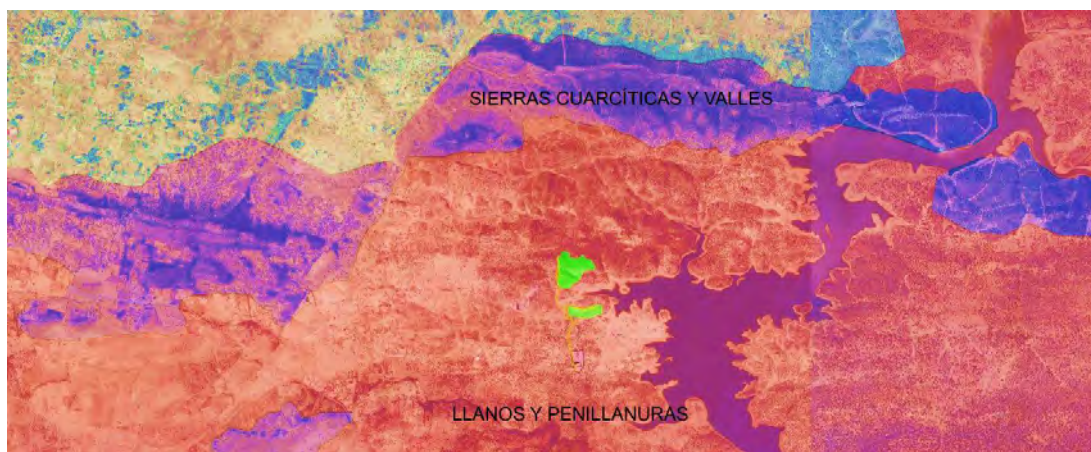 SIERRAS CUARCÍTICAS Y VALLES
LLANOS Y PENILLANURAS